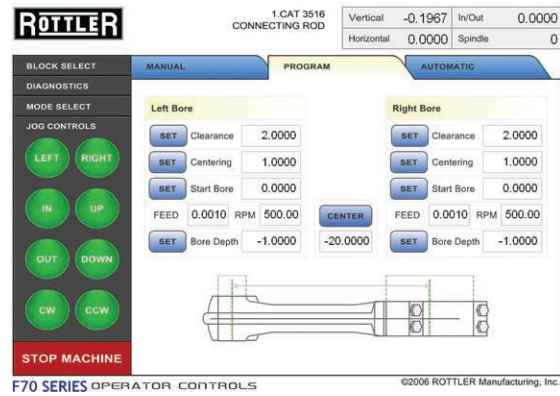 ROTTLER
1.CAT 3516
CONNECTING ROD
Vertical -0.1967 In/Out 0.0000
Horizontal 0.0000 Spindle 0
BLOCK SELECT
DIAGNOSTICS
MODE SELECT
JOG CONTROLS
LEFT RIGHT
IN UP
OUT DOWN
CW CCW
STOP MACHINE
MANUAL PROGRAM AUTOMATIC
Left Bore
SET Clearance 2.0000
SET Centering 1.0000
SET Start Bore 0.0000
FEED 0.0010 RPM 500.00
SET Bore Depth -1.0000
CENTER
-20.0000
Right Bore
SET Clearance 2.0000
SET Centering 1.0000
SET Start Bore 0.0000
FEED 0.0010 RPM 500.00
SET Bore Depth -1.0000
F70 SERIES OPERATOR CONTROLS
©2006 ROTTLER Manufacturing, Inc.